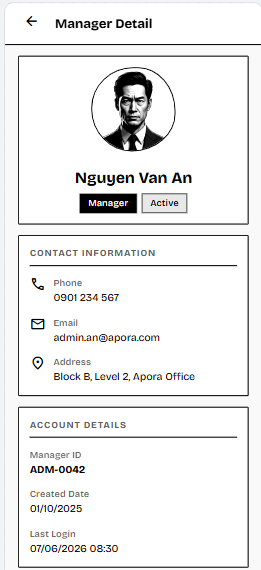 Manager Detail
Nguyen Van An
Manager Active
CONTACT INFORMATION
Phone
0901 234 567
Email
admin.an@apora.com
Address
Block B, Level 2, Apora Office
ACCOUNT DETAILS
Manager ID
ADM-0042
Created Date
01/10/2025
Last Login
07/06/2026 08:30